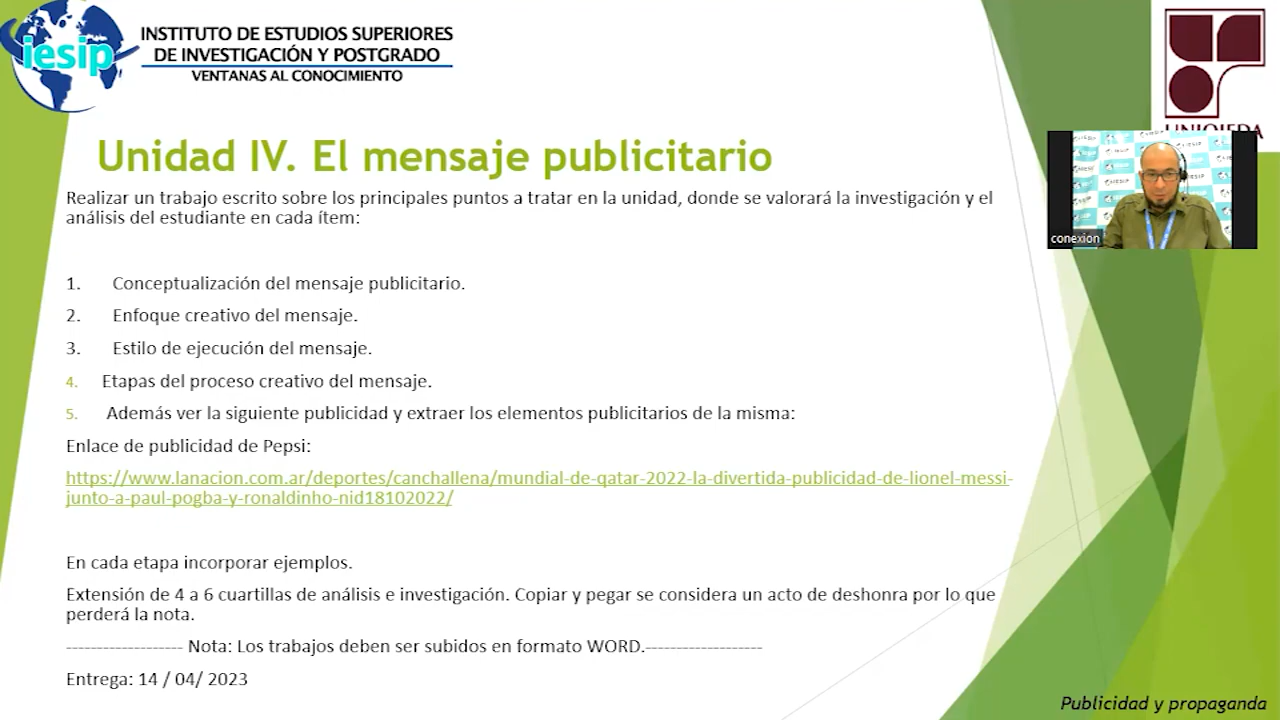 iesip
INSTITUTO DE ESTUDIOS SUPERIORES
DE INVESTIGACIÓN Y POSTGRADO
VENTANAS AL CONOCIMIENTO
UNIOJEDA
Unidad IV. El mensaje publicitario
Realizar un trabajo escrito sobre los principales puntos a tratar en la unidad, donde se valorará la investigación y el
análisis del estudiante en cada ítem:
1. Conceptualización del mensaje publicitario.
2. Enfoque creativo del mensaje.
3. Estilo de ejecución del mensaje.
4. Etapas del proceso creativo del mensaje.
5. Además ver la siguiente publicidad y extraer los elementos publicitarios de la misma:
Enlace de publicidad de Pepsi:
https://www.lanacion.com.ar/deportes/canchallena/mundial-de-qatar-2022-la-divertida-publicidad-de-lionel-messi-
junto-a-paul-pogba-y-ronaldinho-nid18102022/
En cada etapa incorporar ejemplos.
Extensión de 4 a 6 cuartillas de análisis e investigación. Copiar y pegar se considera un acto de deshonra por lo que
perderá la nota.
------------------- Nota: Los trabajos deben ser subidos en formato WORD.-------------------
Entrega: 14 / 04/ 2023
conexion
Publicidad y propaganda